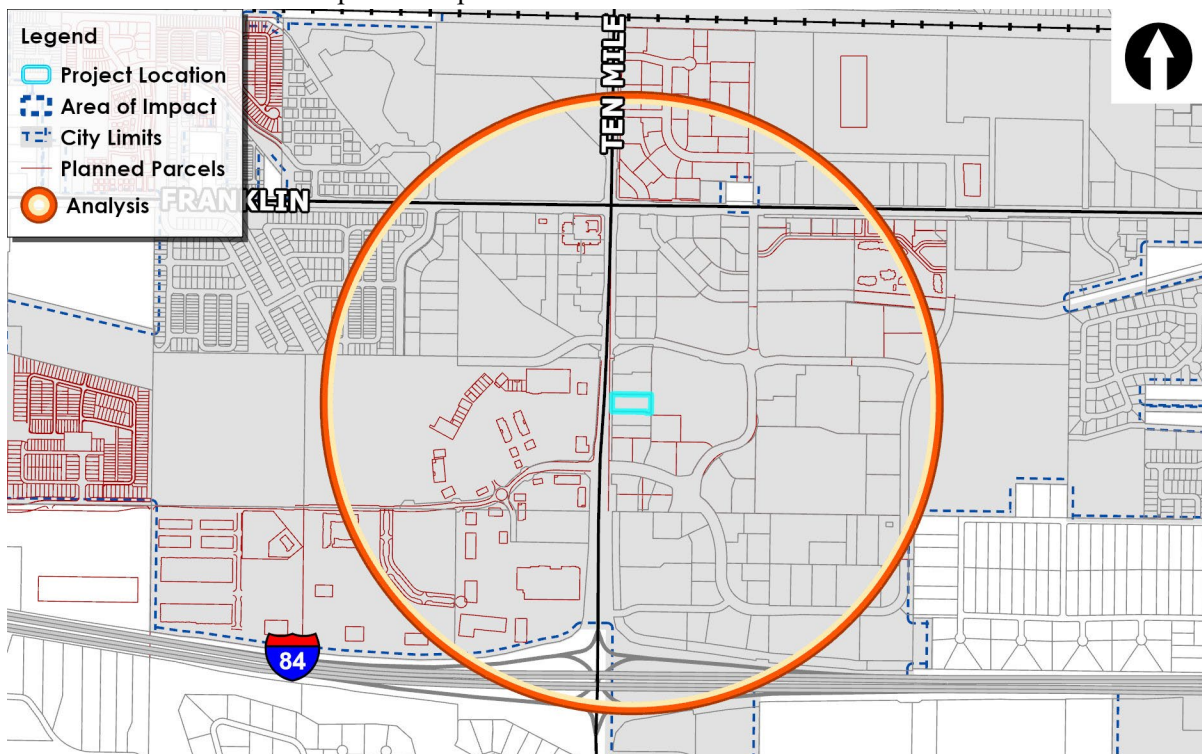 Legend
Project Location
Area of Impact
City Limits
Planned Parcels
Analysis
TEN MILE
FRANKLIN
84